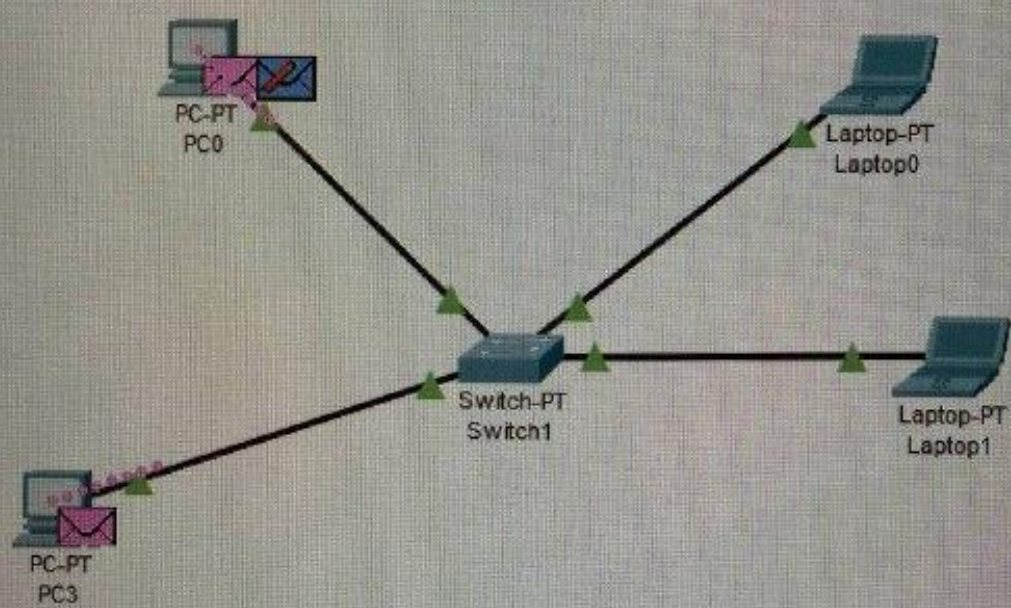 PC-PT
PC0
Laptop-PT
Laptop0
Switch-PT
Switch1
Laptop-PT
Laptop1
PC-PT
PC3